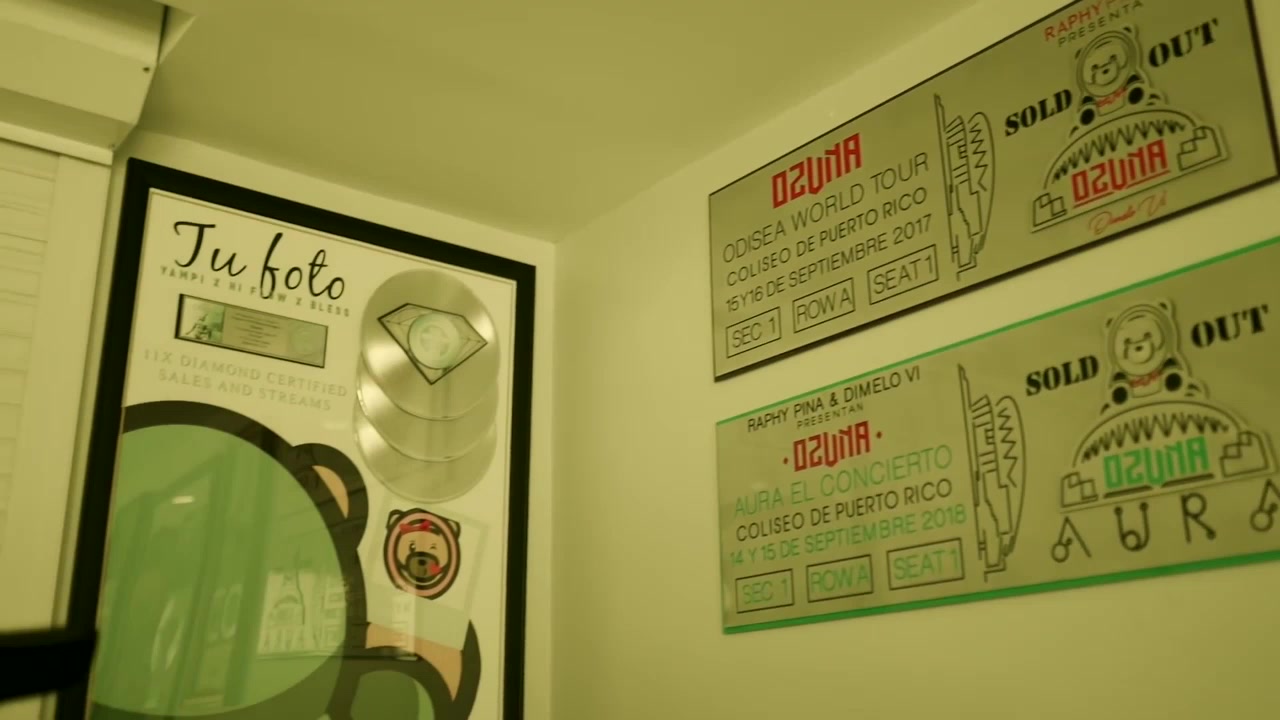 Tu foto
YAMPI X HI FLOW X BLESS
11X DIAMOND CERTIFIED
SALES AND STREAMS
RAPHY
PRESENTA
OZUNA
ODISEA WORLD TOUR
COLISEO DE PUERTO RICO
15Y16 DE SEPTIEMBRE 2017
SEC 1 ROW A SEAT 1
SOLD OUT
OZUNA
RAPHY PINA & DIMELO VI
PRESENTAN
·OZUNA·
AURA EL CONCIERTO
COLISEO DE PUERTO RICO
14 Y 15 DE SEPTIEMBRE 2018
SEC 1 ROW A SEAT 1
SOLD OUT
OZUNA
AURA